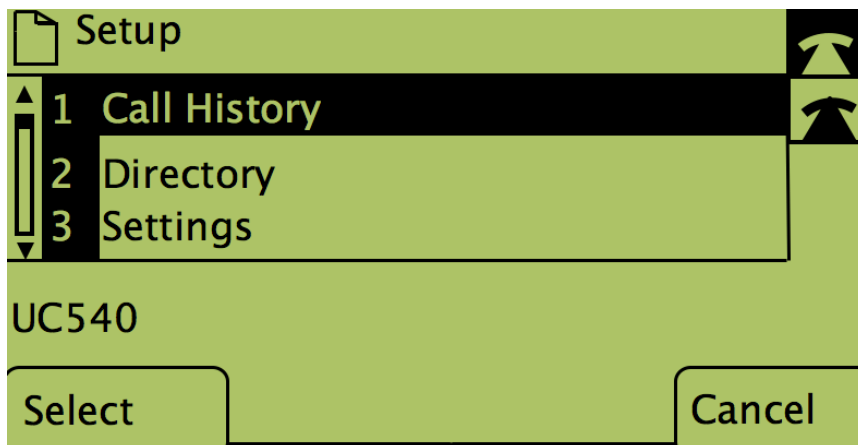 Setup
1 Call History
2 Directory
3 Settings
UC540
Select Cancel